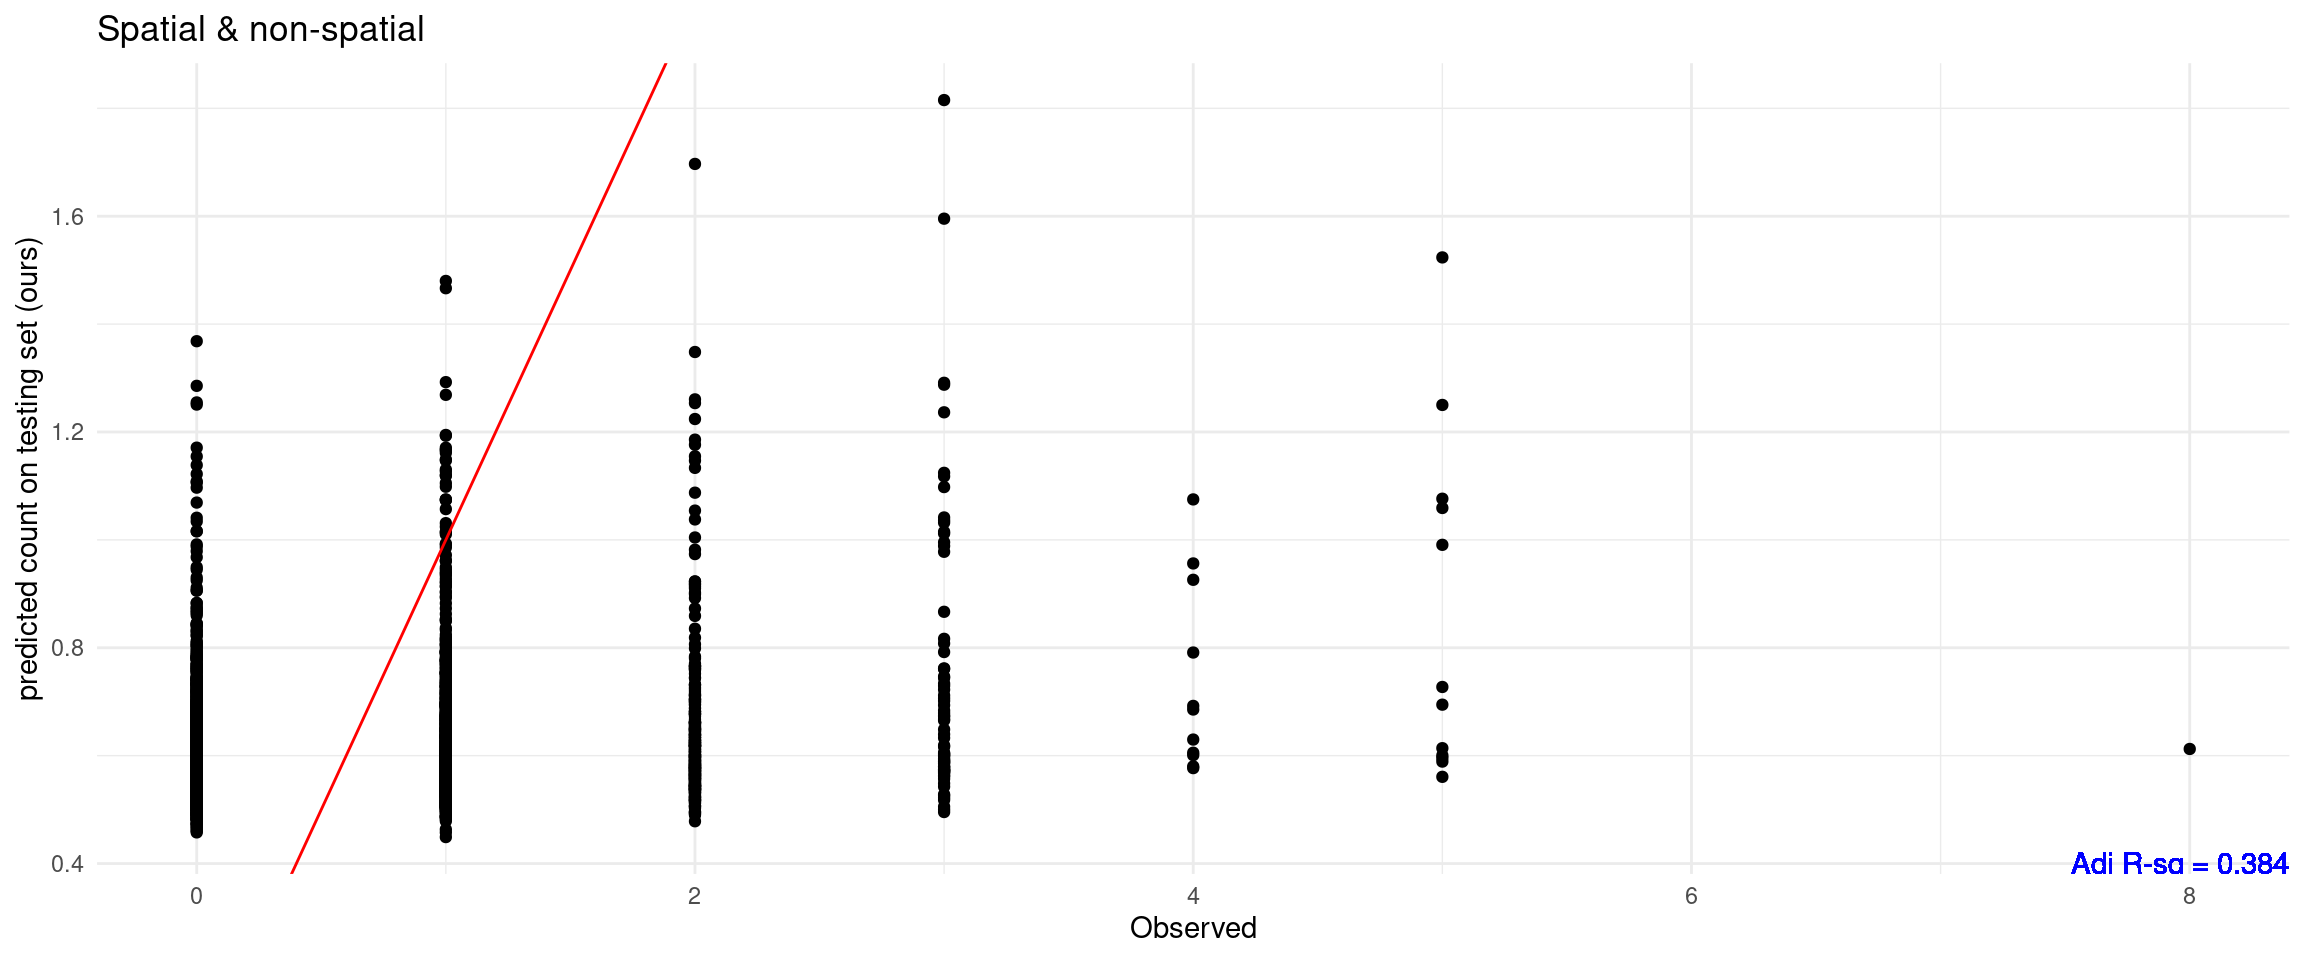 Spatial & non-spatial
predicted count on testing set (ours)
1.6
1.2
0.8
0.4
Adj R-sq = 0.384
0 2 4 6 8
Observed